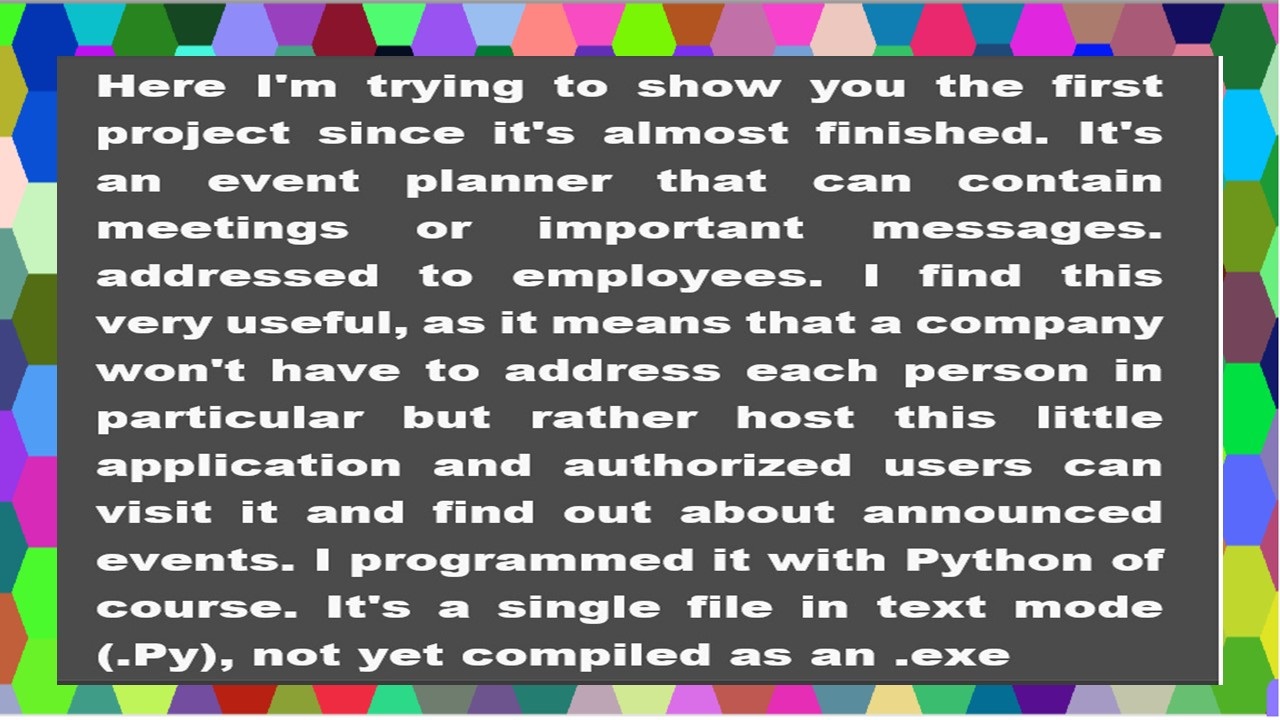 Here I'm trying to show you the first
project since it's almost finished. It's
an event planner that can contain
meetings or important messages.
addressed to employees. I find this
very useful, as it means that a company
won't have to address each person in
particular but rather host this little
application and authorized users can
visit it and find out about announced
events. I programmed it with Python of
course. It's a single file in text mode
(.Py), not yet compiled as an .exe